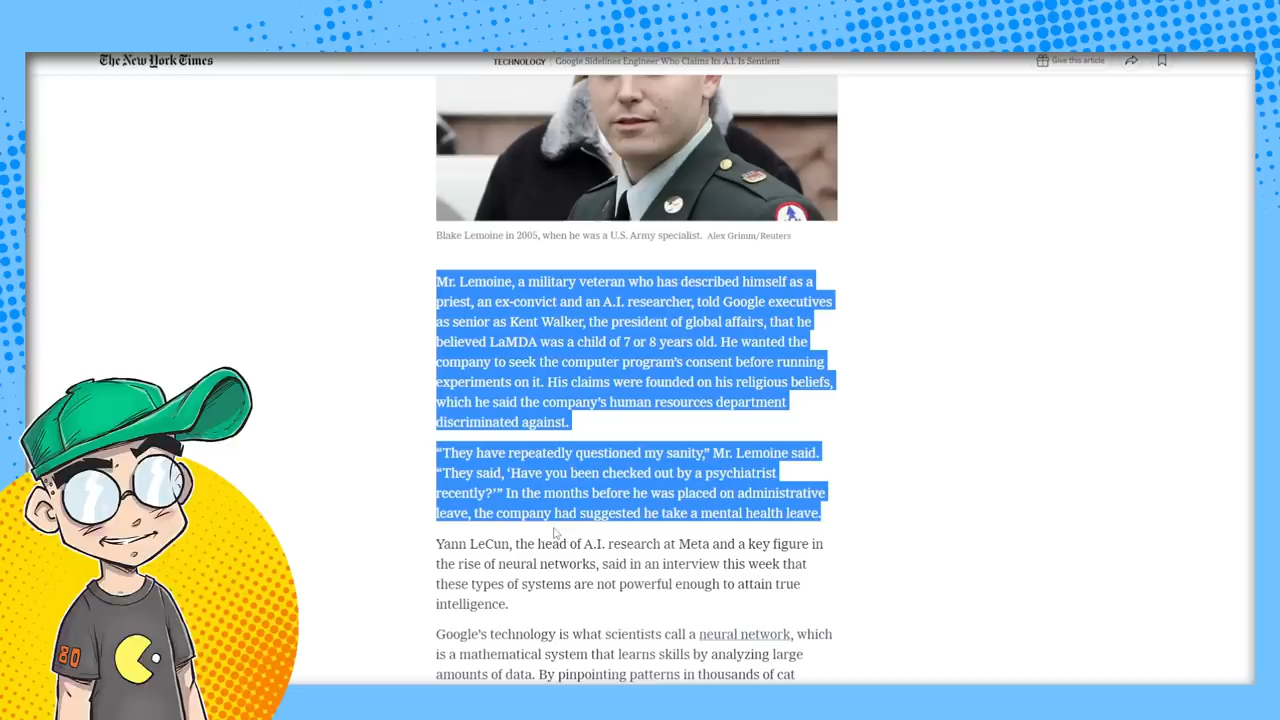 The New York Times
TECHNOLOGY | Google Sidelines Engineer Who Claims Its A.I. Is Sentient
Give this article
Blake Lemoine in 2005, when he was a U.S. Army specialist. Alex Grimm/Reuters
Mr. Lemoine, a military veteran who has described himself as a
priest, an ex-convict and an A.I. researcher, told Google executives
as senior as Kent Walker, the president of global affairs, that he
believed LaMDA was a child of 7 or 8 years old. He wanted the
company to seek the computer program’s consent before running
experiments on it. His claims were founded on his religious beliefs,
which he said the company’s human resources department
discriminated against.
“They have repeatedly questioned my sanity,” Mr. Lemoine said.
“They said, ‘Have you been checked out by a psychiatrist
recently?’” In the months before he was placed on administrative
leave, the company had suggested he take a mental health leave.
Yann LeCun, the head of A.I. research at Meta and a key figure in
the rise of neural networks, said in an interview this week that
these types of systems are not powerful enough to attain true
intelligence.
Google’s technology is what scientists call a neural network, which
is a mathematical system that learns skills by analyzing large
amounts of data. By pinpointing patterns in thousands of cat
80